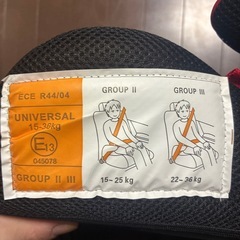 ECE R44/04
UNIVERSAL
15-36kg
E13
045078
GROUP II III
GROUP II
15-25 kg
GROUP III
22-36 kg